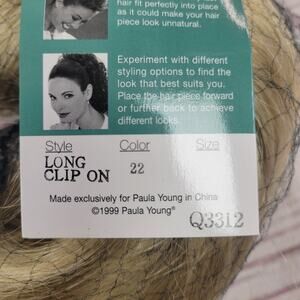 hair fit perfectly into place
as it could make your hair
piece look unnatural.
Experiment with different
styling options to find the
look that best suits you.
Place the hair piece forward
or further back to achieve
different looks.
Style Color Size
LONG
CLIP ON 22
Made exclusively for Paula Young in China
©1999 Paula Young®
Q3312